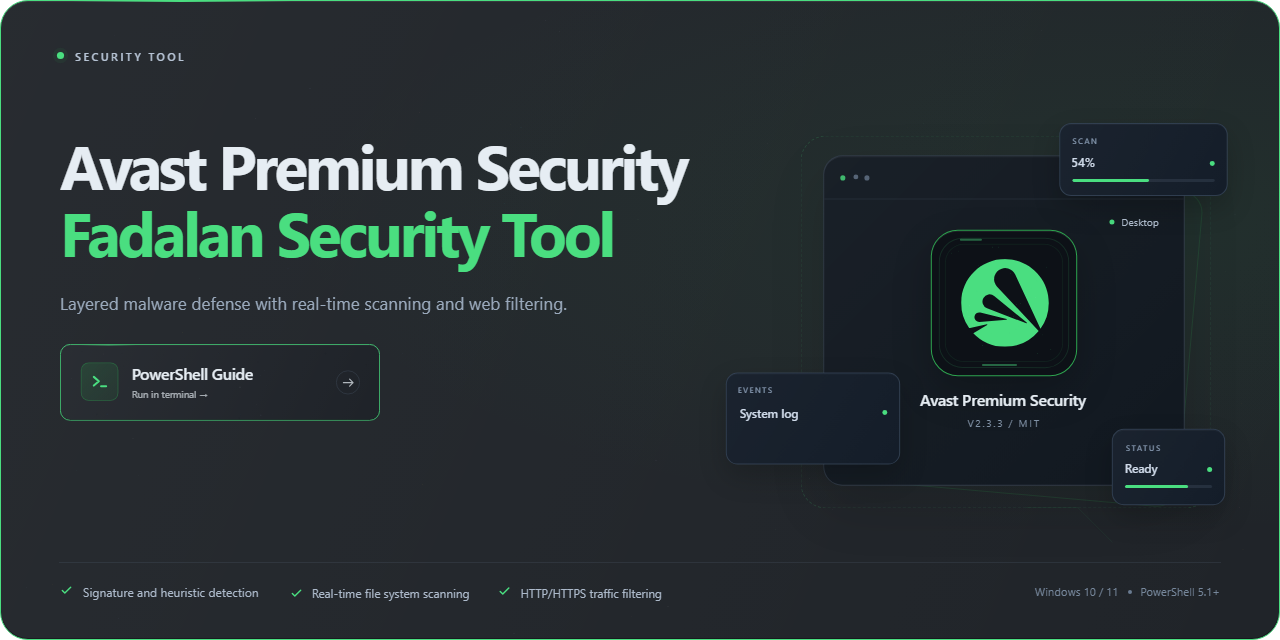 SECURITY TOOL
Avast Premium Security
Fadalan Security Tool
Layered malware defense with real-time scanning and web filtering.
PowerShell Guide
Run in terminal →
SCAN
54%
Desktop
EVENTS
System log
Avast Premium Security
V2.3.3 / MIT
STATUS
Ready
Signature and heuristic detection
Real-time file system scanning
HTTP/HTTPS traffic filtering
Windows 10 / 11 • PowerShell 5.1+